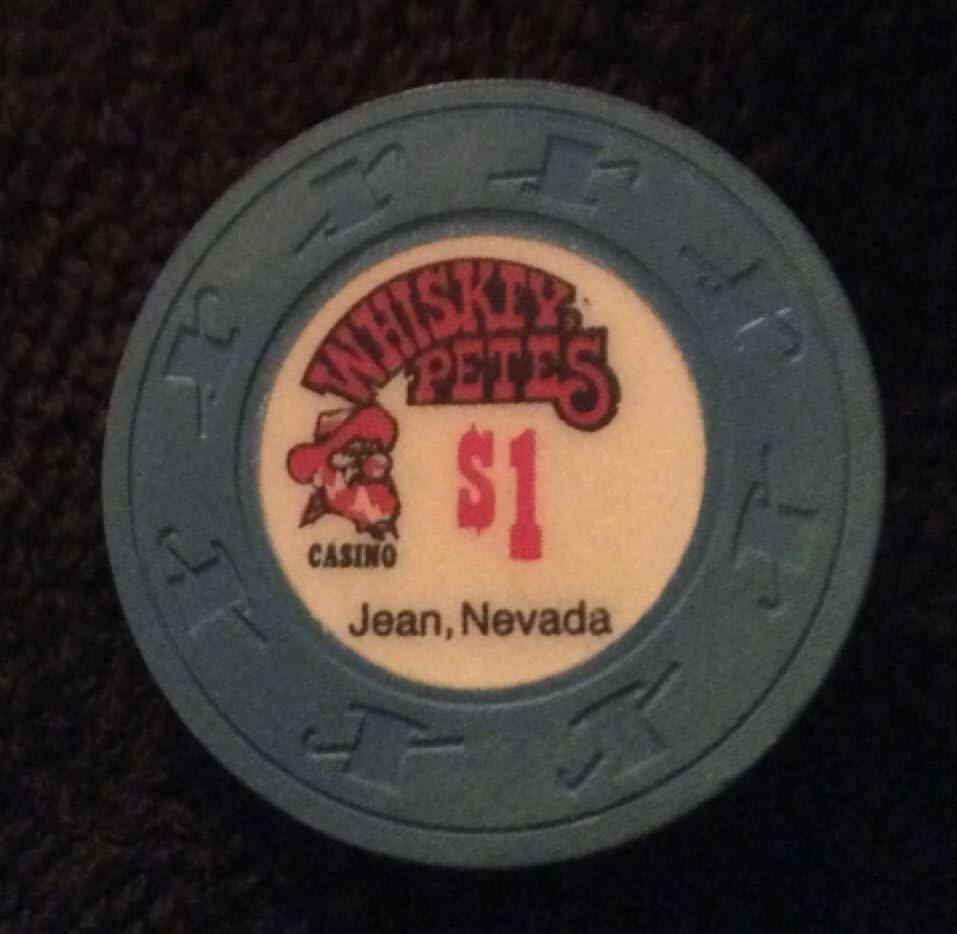 WHISKEY
PETES
$1
CASINO
Jean, Nevada